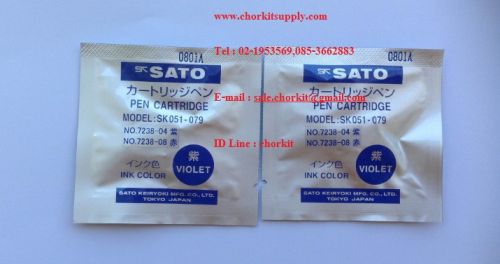 www.chorkitsupply.com
Tel : 02-1953569,085-3662883
E-mail : sale.chorkit@gmail.com
ID Line : chorkit
0801A
SK SATO
カートリッジペン
PEN CARTRIDGE
MODEL:SK051-079
NO.7238-04 紫
NO.7238-08 赤
インク色
INK COLOR
紫
VIOLET
SATO KEIRYOKI MFG. CO., LTD.
TOKYO JAPAN
0801A
SK SATO
カートリッジペン
PEN CARTRIDGE
MODEL:SK051-079
NO.7238-04 紫
NO.7238-08 赤
インク色
INK COLOR
紫
VIOLET
SATO KEIRYOKI MFG. CO., LTD.
TOKYO JAPAN